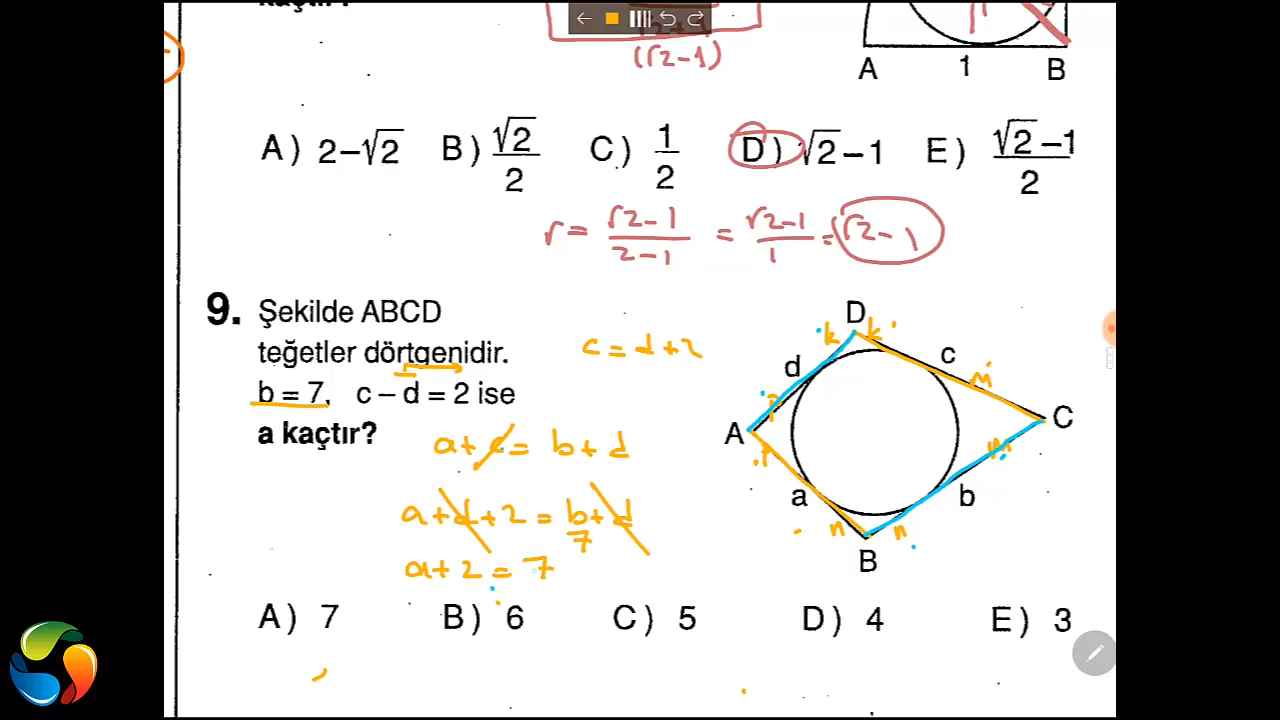 (√2-1)
A 1 B
A) 2-√2 B) √2/2 C) 1/2 D) √2-1 E) (√2-1)/2
r = (√2-1)/(2-1) = (√2-1)/1 = √2-1
9. Şekilde ABCD
teğetler dörtgenidir.
b = 7, c - d = 2 ise
a kaçtır?
c = d+2
a+c = b+d
a+d+2 = b+d
7
a+2 = 7
D
k k
d c
m
A C
m
a b
n n
B
A) 7 B) 6 C) 5 D) 4 E) 3